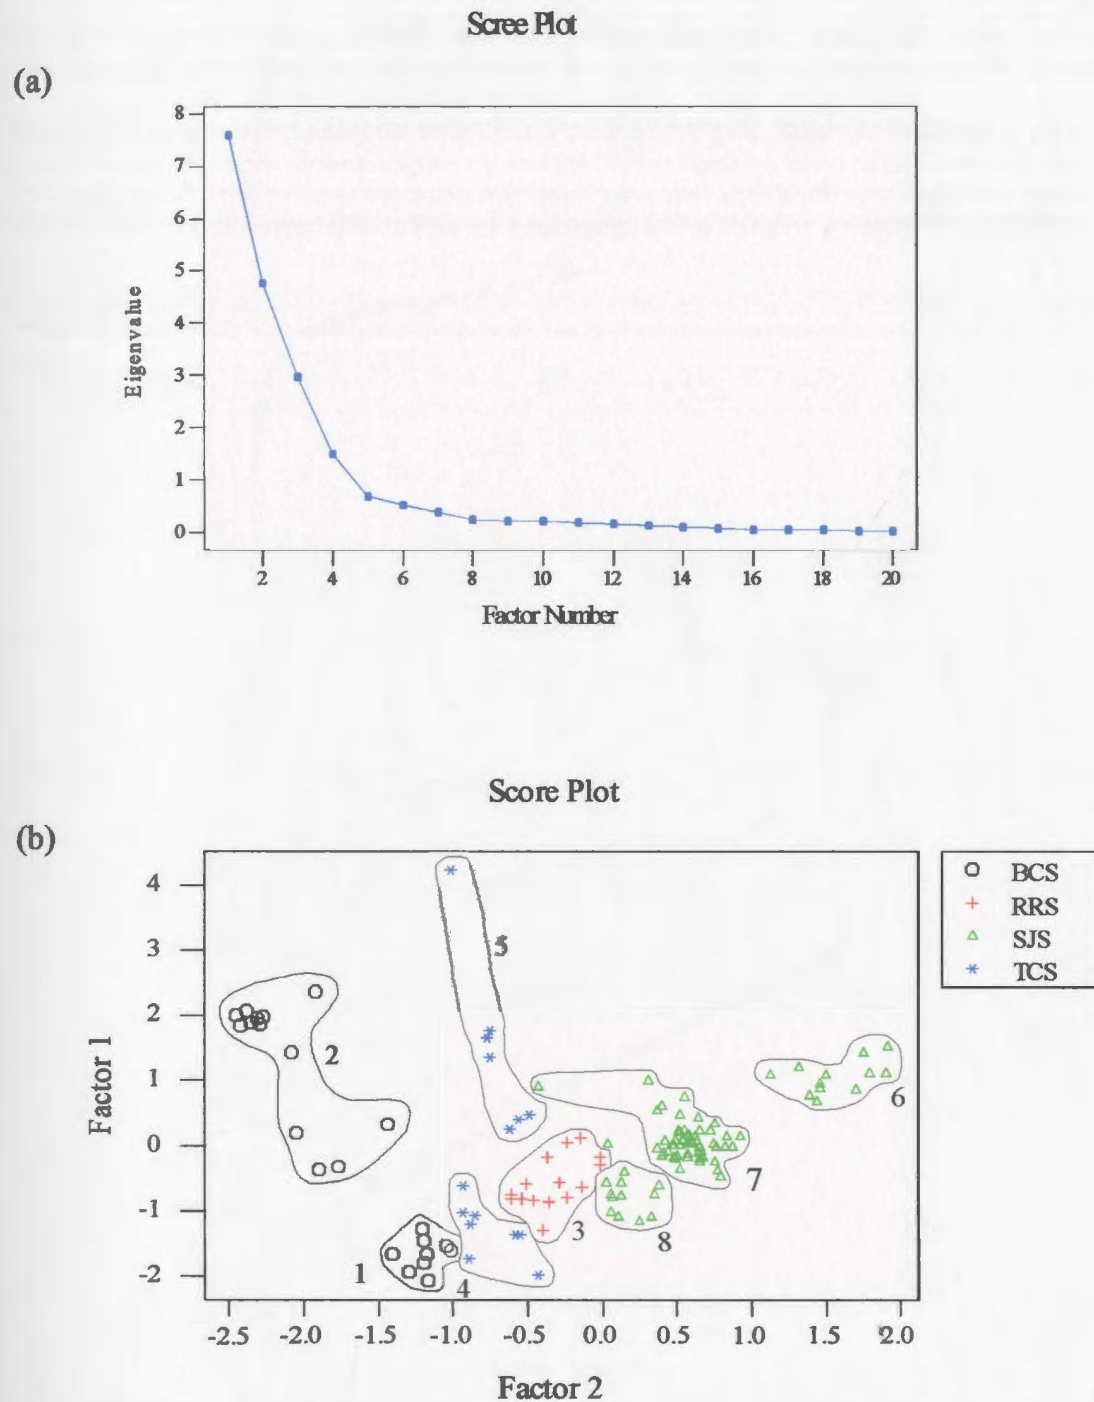 Scree Plot
(a)
8
7
6
5
4
3
2
1
0
Eigenvalue
2 4 6 8 10 12 14 16 18 20
Factor Number
Score Plot
(b)
4
3
2
1
0
-1
-2
Factor 1
5
2
6
7
3
8
1
4
BCS
RRS
SJS
TCS
-2.5 -2.0 -1.5 -1.0 -0.5 0.0 0.5 1.0 1.5 2.0
Factor 2